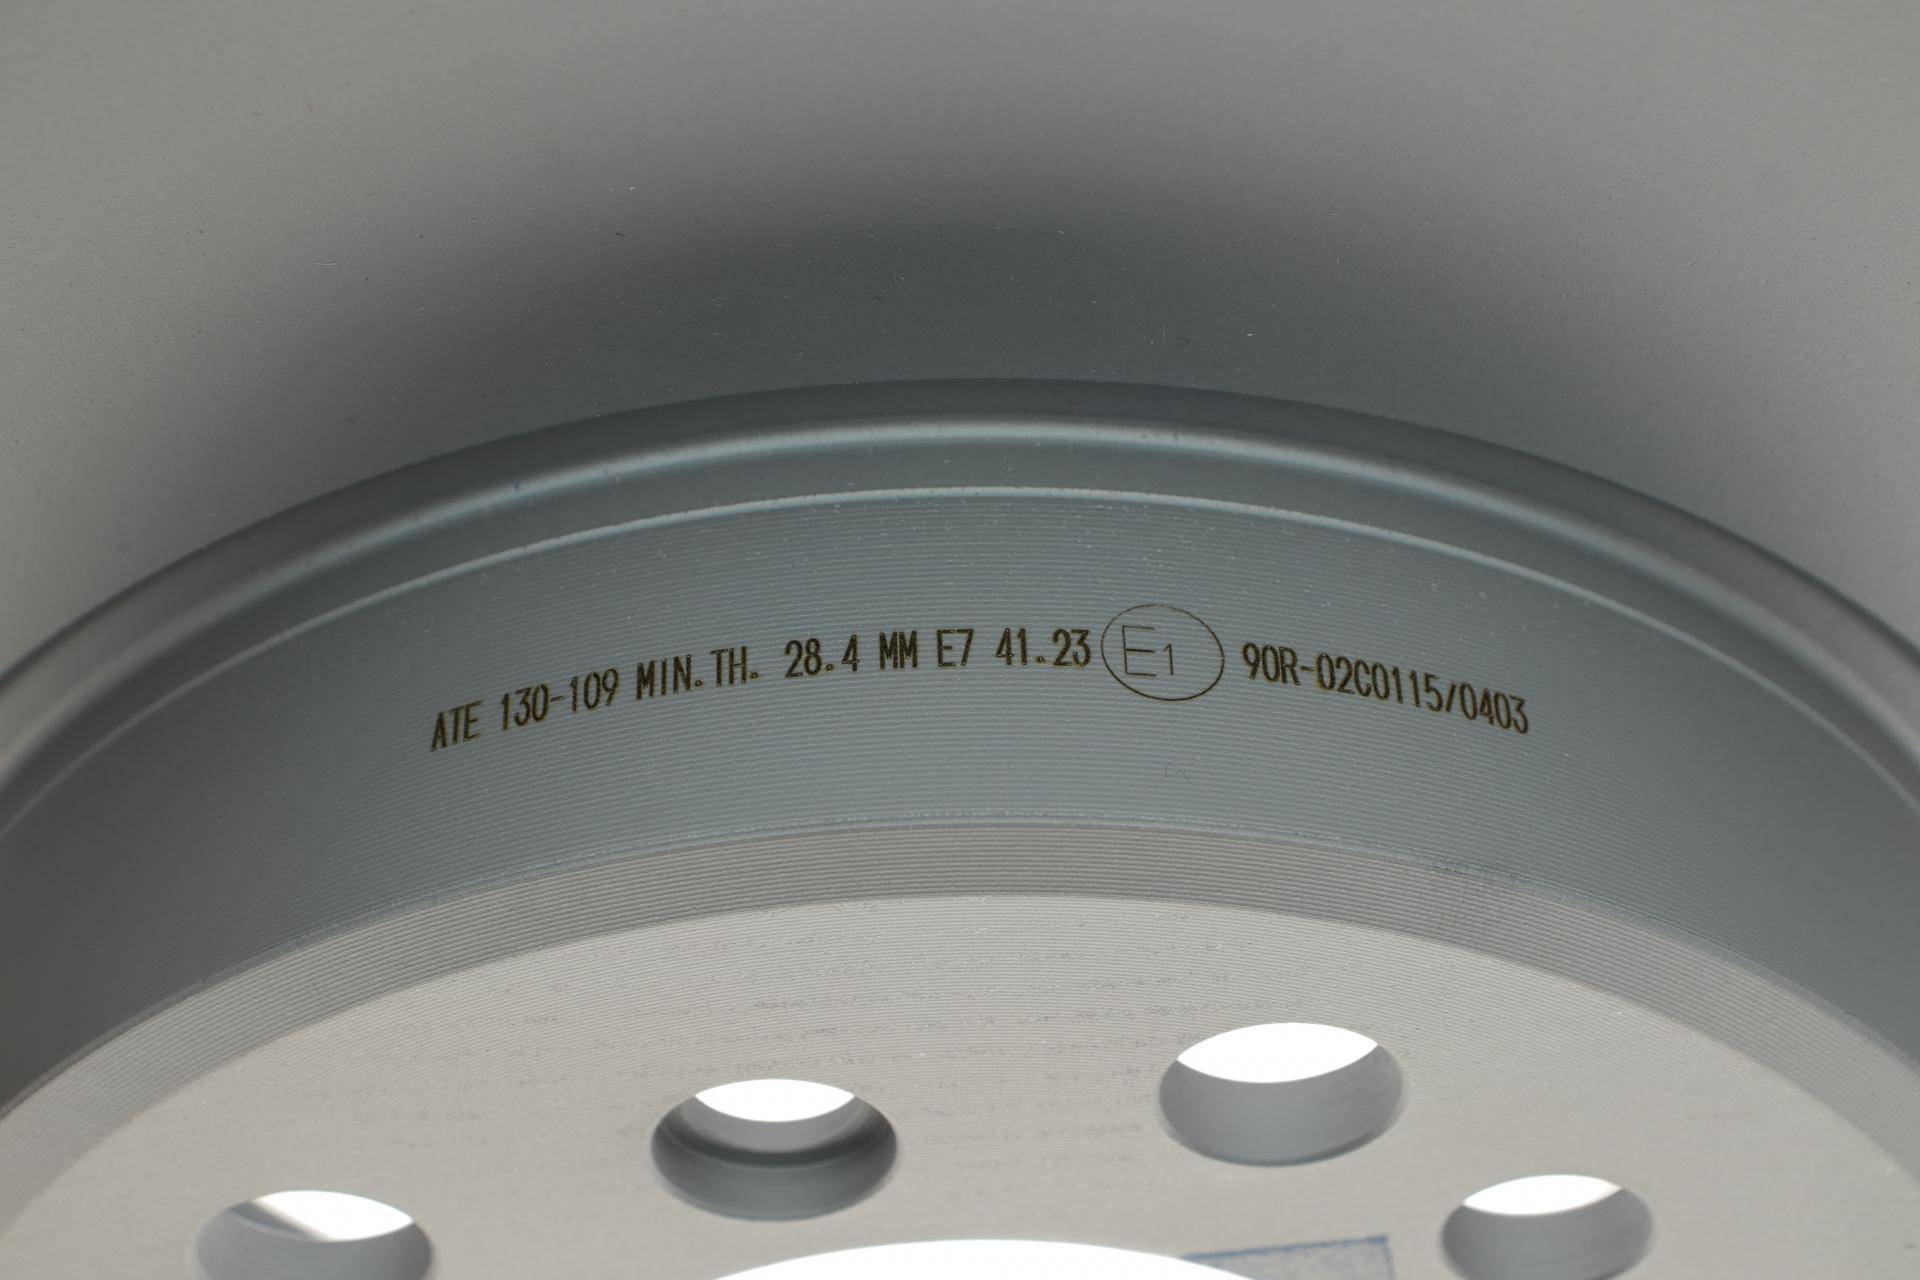 ATE 130-109 MIN.TH. 28.4 MM E7 41.23 E1 90R-02C0115/0403